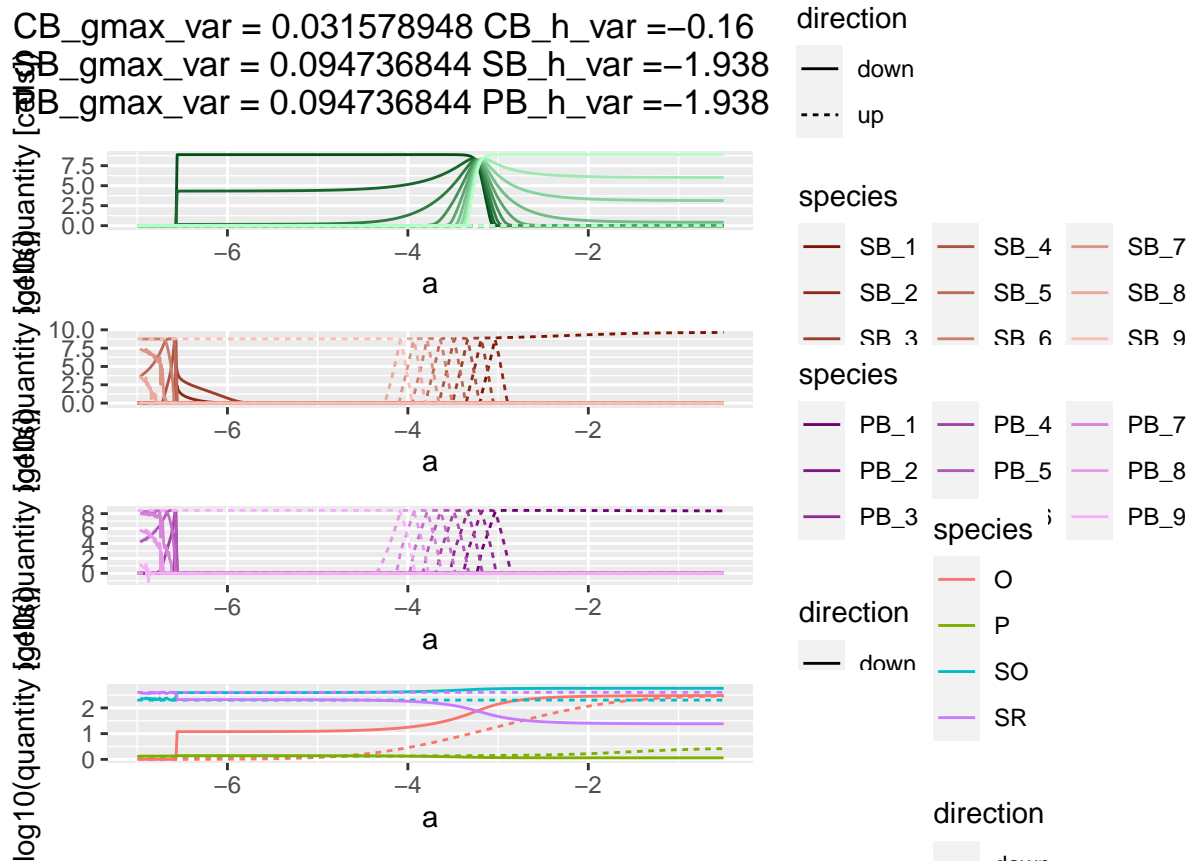 CB_gmax_var = 0.031578948 CB_h_var =−0.16
SB_gmax_var = 0.094736844 SB_h_var =−1.938
PB_gmax_var = 0.094736844 PB_h_var =−1.938
7.5
5.0
2.5
0.0
−6 −4 −2
a
10.0
7.5
5.0
2.5
0.0
−6 −4 −2
a
8
6
4
2
0
−6 −4 −2
a
log10(quantity
2
1
0
−6 −4 −2
a
direction
down
up
species
SB_1 SB_4 SB_7
SB_2 SB_5 SB_8
SB_3 SB_6 SB_9
species
PB_1 PB_4 PB_7
PB_2 PB_5 PB_8
PB_3 PB_9
species
O
P
SO
SR
direction
down
direction
down